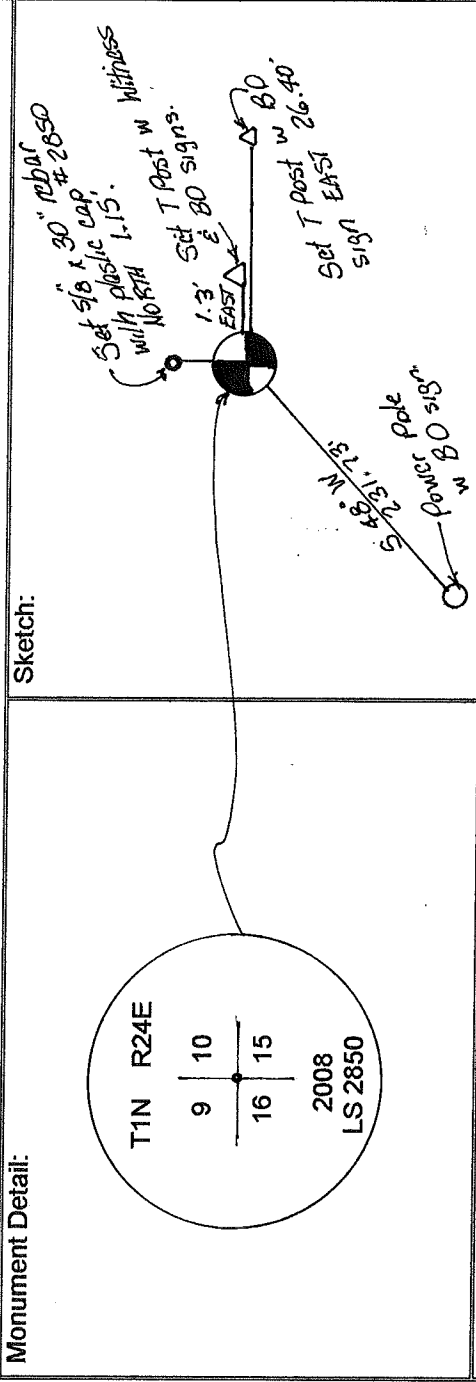 Monument Detail:
T1N R24E
9 10
16 15
2008
LS 2850
Sketch:
Set 5/8" x 30" rebar
with plastic cap, # 2850
NORTH 1.15.
Set T Post w Witness
& BO signs.
1.3'
EAST
Set T Post w BO
sign EAST 26.40'
S 48° W
231.73'
Power Pole
w BO sign